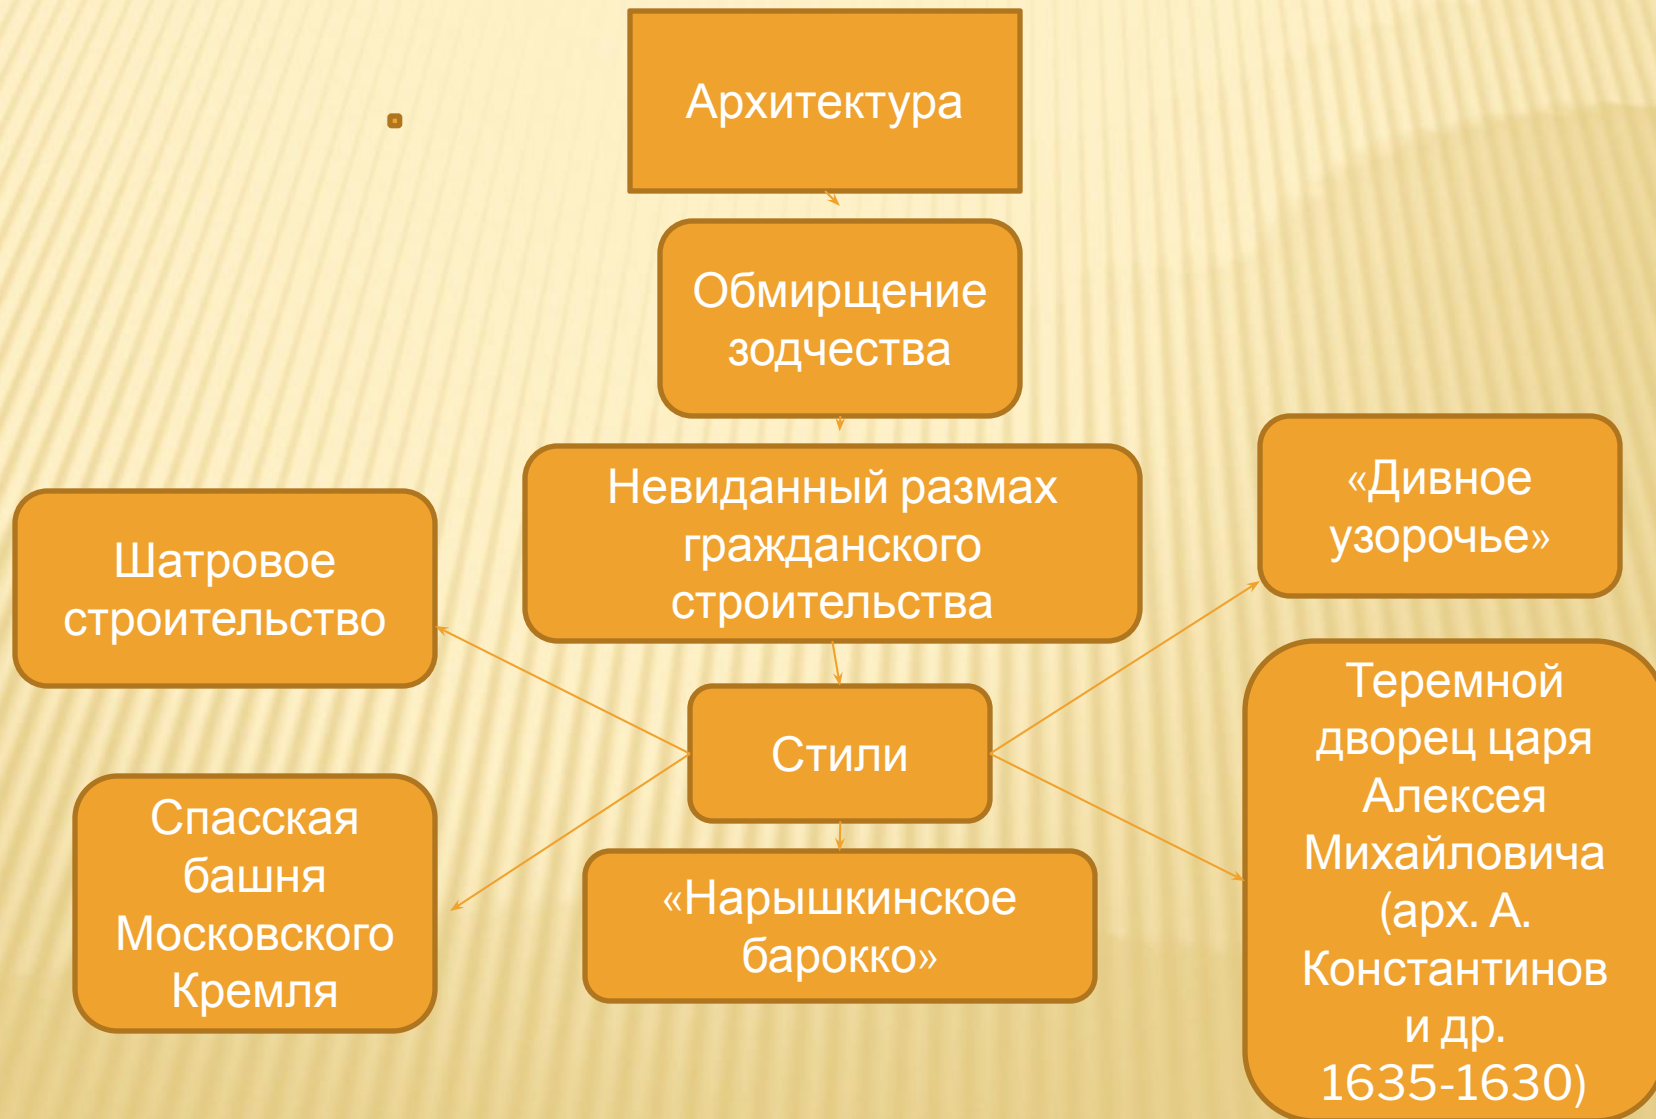 Архитектура
Обмирщение
зодчества
Невиданный размах
гражданского
строительства
«Дивное
узорочье»
Шатровое
строительство
Стили
Теремной
дворец царя
Алексея
Михайловича
(арх. А.
Константинов
и др.
1635-1630)
Спасская
башня
Московского
Кремля
«Нарышкинское
барокко»